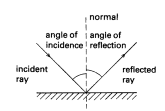 normal
angle of
incidence
angle of
reflection
incident
ray
reflected
ray